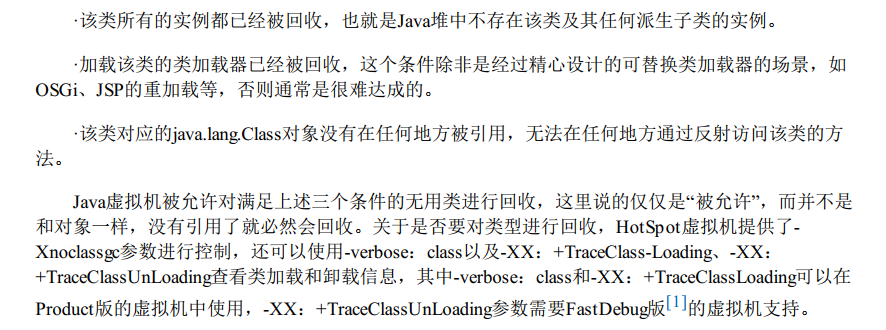 ·该类所有的实例都已经被回收，也就是Java堆中不存在该类及其任何派生子类的实例。
·加载该类的类加载器已经被回收，这个条件除非是经过精心设计的可替换类加载器的场景，如
OSGi、JSP的重加载等，否则通常是很难达成的。
·该类对应的java.lang.Class对象没有在任何地方被引用，无法在任何地方通过反射访问该类的方
法。
Java虚拟机被允许对满足上述三个条件的无用类进行回收，这里说的仅仅是“被允许”，而并不是
和对象一样，没有引用了就必然会回收。关于是否要对类型进行回收，HotSpot虚拟机提供了-
Xnoclassgc参数进行控制，还可以使用-verbose：class以及-XX：+TraceClass-Loading、-XX：
+TraceClassUnLoading查看类加载和卸载信息，其中-verbose：class和-XX：+TraceClassLoading可以在
Product版的虚拟机中使用，-XX：+TraceClassUnLoading参数需要FastDebug版[1]的虚拟机支持。